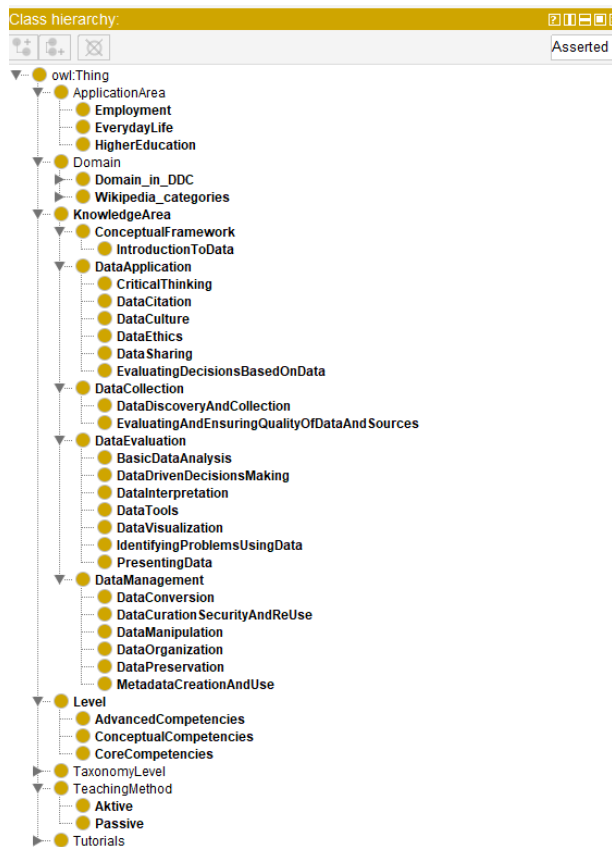 Class hierarchy:
Asserted
owl:Thing
ApplicationArea
Employment
EverydayLife
HigherEducation
Domain
Domain_in_DDC
Wikipedia_categories
KnowledgeArea
ConceptualFramework
IntroductionToData
DataApplication
CriticalThinking
DataCitation
DataCulture
DataEthics
DataSharing
EvaluatingDecisionsBasedOnData
DataCollection
DataDiscoveryAndCollection
EvaluatingAndEnsuringQualityOfDataAndSources
DataEvaluation
BasicDataAnalysis
DataDrivenDecisionsMaking
DataInterpretation
DataTools
DataVisualization
IdentifyingProblemsUsingData
PresentingData
DataManagement
DataConversion
DataCurationSecurityAndReUse
DataManipulation
DataOrganization
DataPreservation
MetadataCreationAndUse
Level
AdvancedCompetencies
ConceptualCompetencies
CoreCompetencies
TaxonomyLevel
TeachingMethod
Aktive
Passive
Tutorials